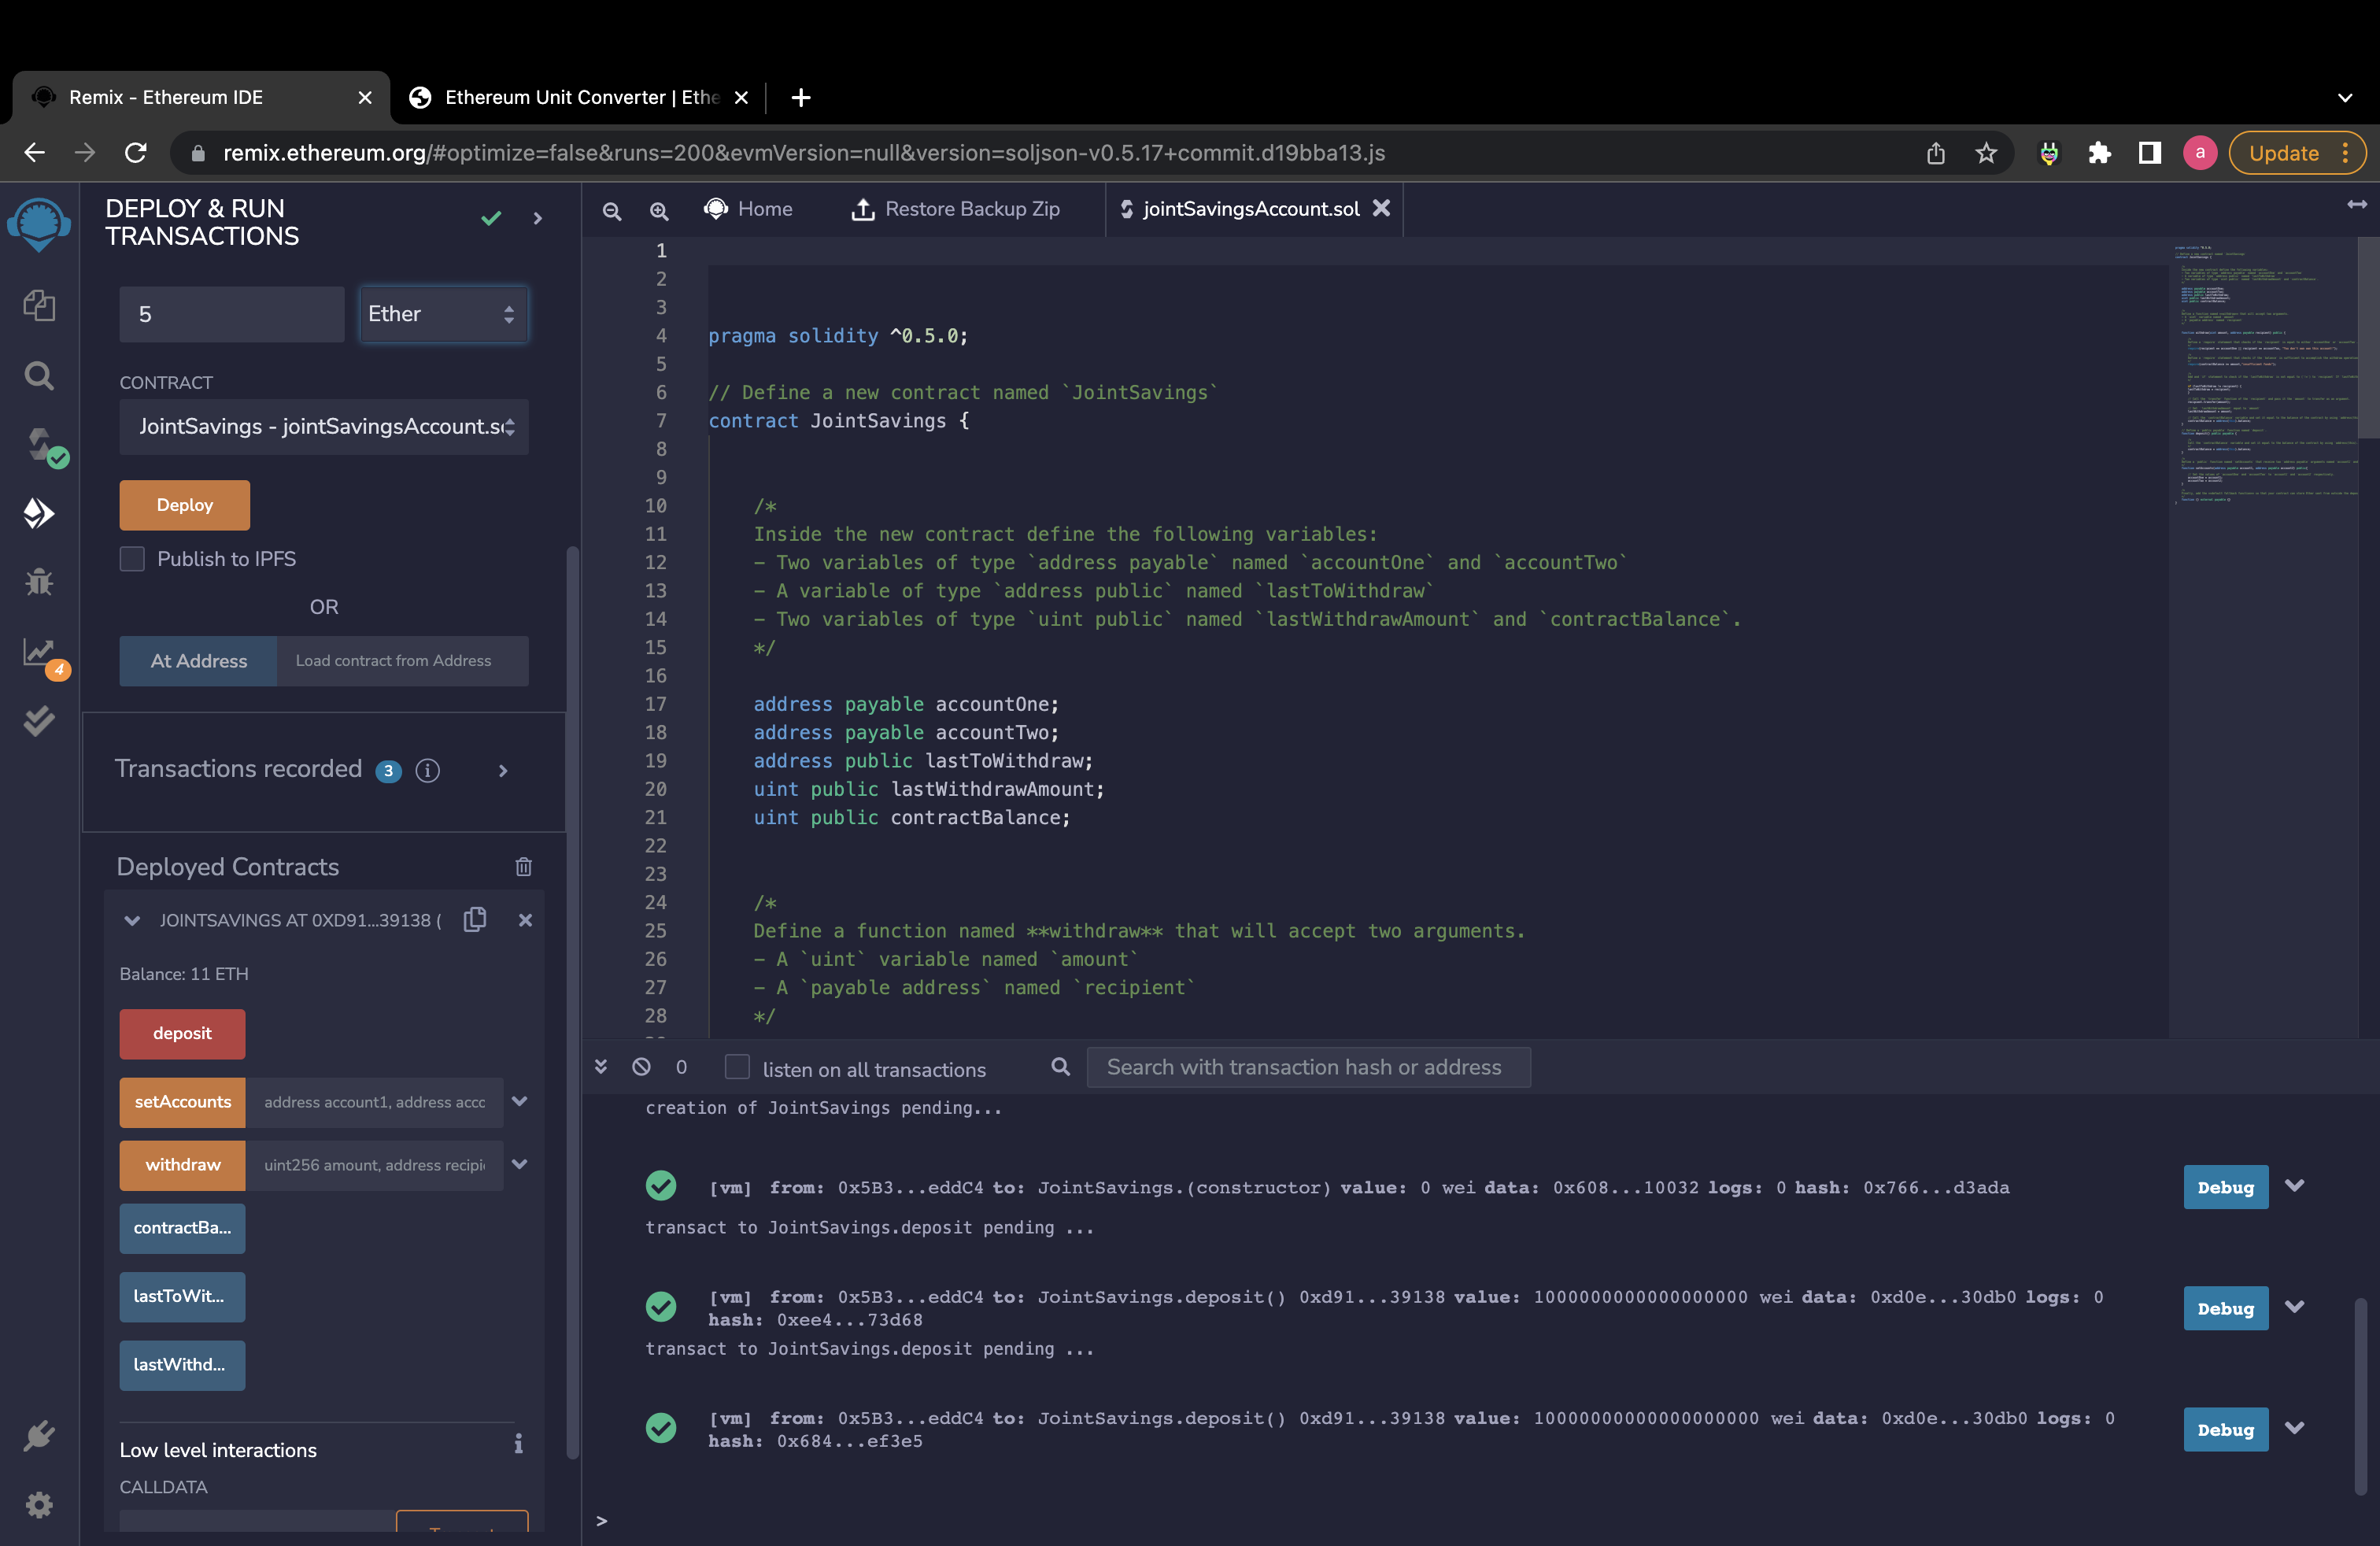 Remix - Ethereum IDE
Ethereum Unit Converter | Ethe
remix.ethereum.org/#optimize=false&runs=200&evmVersion=null&version=soljson-v0.5.17+commit.d19bba13.js
a
Update
DEPLOY & RUN
TRANSACTIONS
5
Ether
CONTRACT
JointSavings - jointSavingsAccount.s
Deploy
Publish to IPFS
OR
At Address
Load contract from Address
4
Transactions recorded 3 i
Deployed Contracts
JOINTSAVINGS AT 0XD91...39138 (
Balance: 11 ETH
deposit
setAccounts
address account1, address acc
withdraw
uint256 amount, address recipi
contractBa...
lastToWit...
lastWithd...
Low level interactions
i
CALLDATA
Home
Restore Backup Zip
jointSavingsAccount.sol
1
2
3
4 pragma solidity ^0.5.0;
5
6 // Define a new contract named `JointSavings`
7 contract JointSavings {
8
9
10 /*
11 Inside the new contract define the following variables:
12 - Two variables of type `address payable` named `accountOne` and `accountTwo`
13 - A variable of type `address public` named `lastToWithdraw`
14 - Two variables of type `uint public` named `lastWithdrawAmount` and `contractBalance`.
15 */
16
17 address payable accountOne;
18 address payable accountTwo;
19 address public lastToWithdraw;
20 uint public lastWithdrawAmount;
21 uint public contractBalance;
22
23
24 /*
25 Define a function named **withdraw** that will accept two arguments.
26 - A `uint` variable named `amount`
27 - A `payable address` named `recipient`
28 */
0
listen on all transactions
Search with transaction hash or address
creation of JointSavings pending...
[vm] from: 0x5B3...eddC4 to: JointSavings.(constructor) value: 0 wei data: 0x608...10032 logs: 0 hash: 0x766...d3ada
Debug
transact to JointSavings.deposit pending ...
[vm] from: 0x5B3...eddC4 to: JointSavings.deposit() 0xd91...39138 value: 1000000000000000000 wei data: 0xd0e...30db0 logs: 0
hash: 0xee4...73d68
Debug
transact to JointSavings.deposit pending ...
[vm] from: 0x5B3...eddC4 to: JointSavings.deposit() 0xd91...39138 value: 10000000000000000000 wei data: 0xd0e...30db0 logs: 0
hash: 0x684...ef3e5
Debug
>